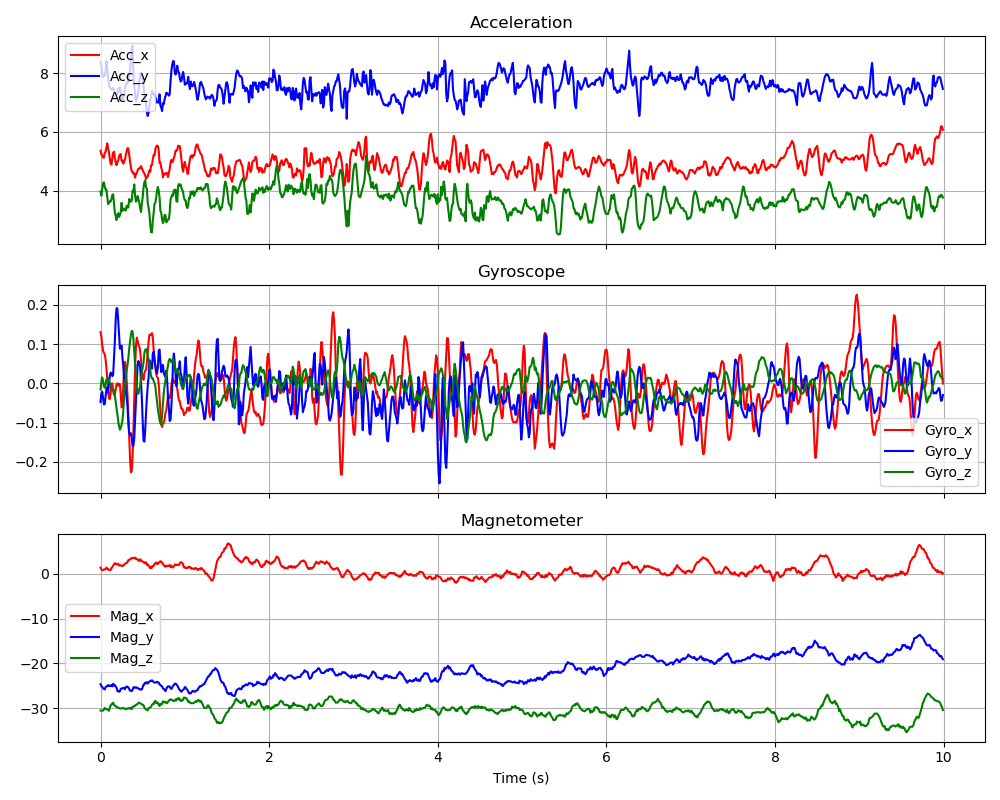 Acceleration
8
6
4
Acc_x
Acc_y
Acc_z
Gyroscope
0.2
0.1
0.0
−0.1
−0.2
Gyro_x
Gyro_y
Gyro_z
Magnetometer
0
−10
−20
−30
Mag_x
Mag_y
Mag_z
0 2 4 6 8 10
Time (s)